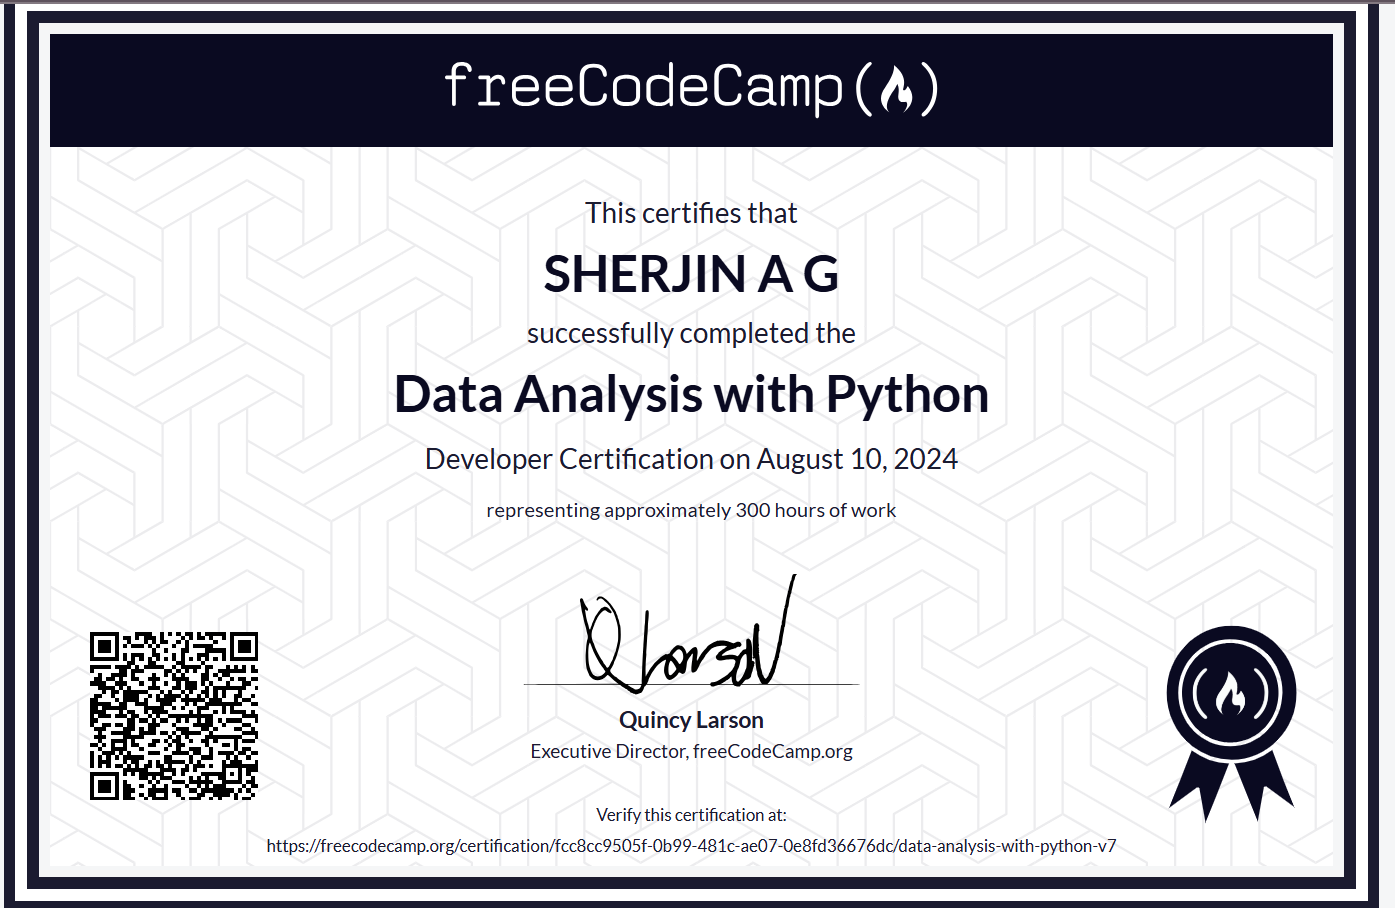 freeCodeCamp
This certifies that
SHERJIN A G
successfully completed the
Data Analysis with Python
Developer Certification on August 10, 2024
representing approximately 300 hours of work
Quincy Larson
Executive Director, freeCodeCamp.org
Verify this certification at:
https://freecodecamp.org/certification/fcc8cc9505f-0b99-481c-ae07-0e8fd36676dc/data-analysis-with-python-v7